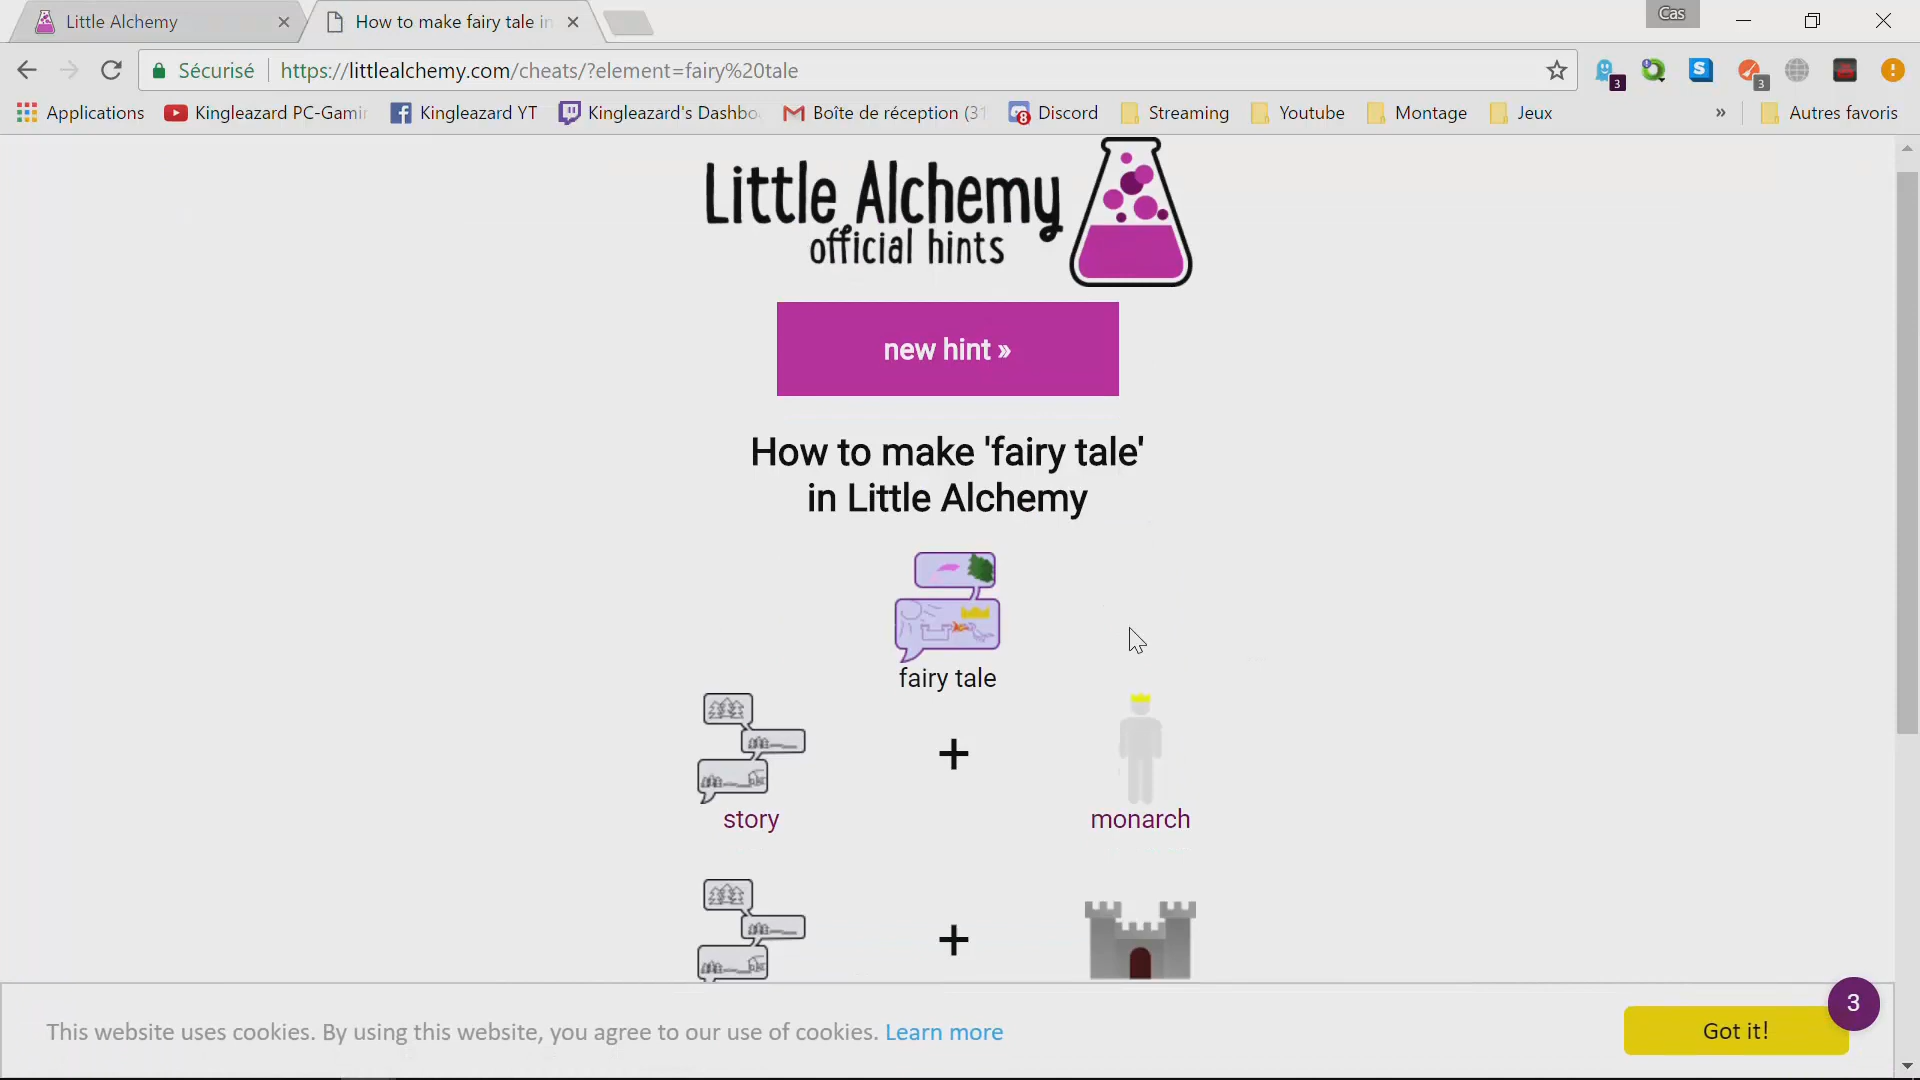 Little Alchemy
How to make fairy tale in
Cas
Sécurisé
https://littlealchemy.com/cheats/?element=fairy%20tale
3
3
Applications
Kingleazard PC-Gami
Kingleazard YT
Kingleazard's Dashbo
Boîte de réception (31
8
Discord
Streaming
Youtube
Montage
Jeux
»
Autres favoris
Little Alchemy
official hints
new hint »
How to make 'fairy tale'
in Little Alchemy
fairy tale
+
story
monarch
+
This website uses cookies. By using this website, you agree to our use of cookies. Learn more
Got it!
3